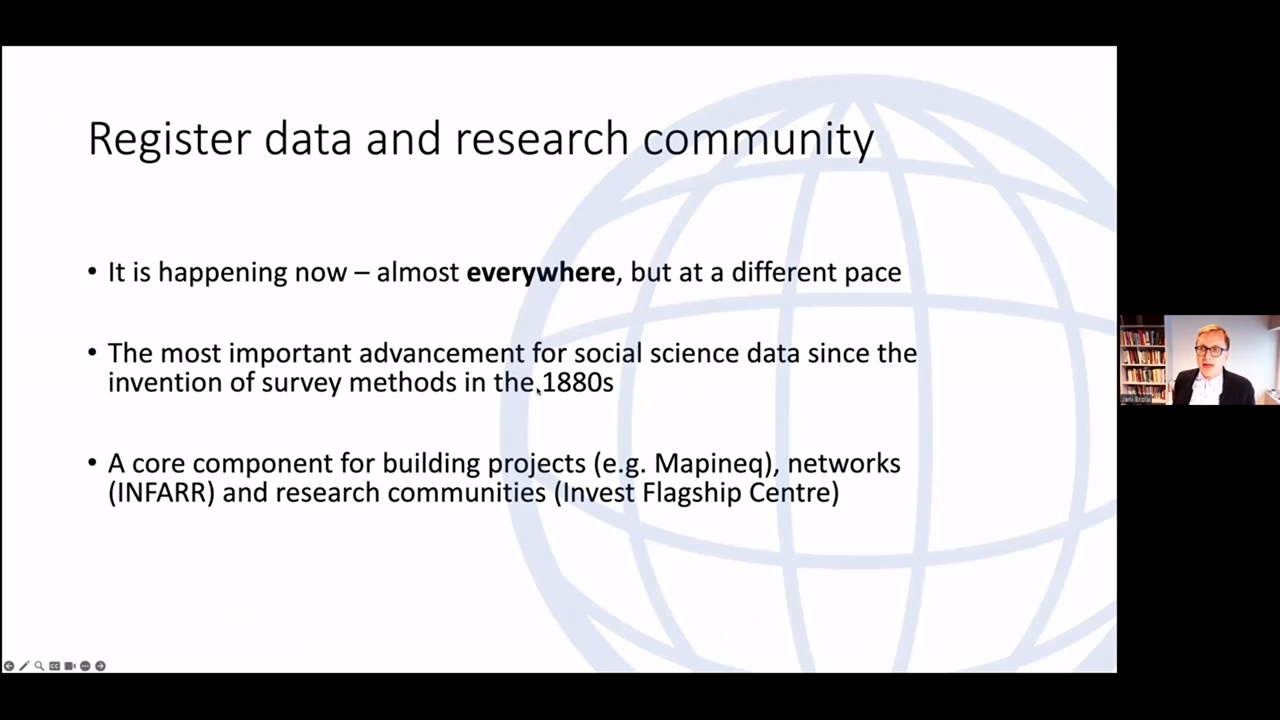 Register data and research community
• It is happening now – almost everywhere, but at a different pace
• The most important advancement for social science data since the
invention of survey methods in the 1880s
• A core component for building projects (e.g. Mapineq), networks
(INFARR) and research communities (Invest Flagship Centre)
Jani Erola